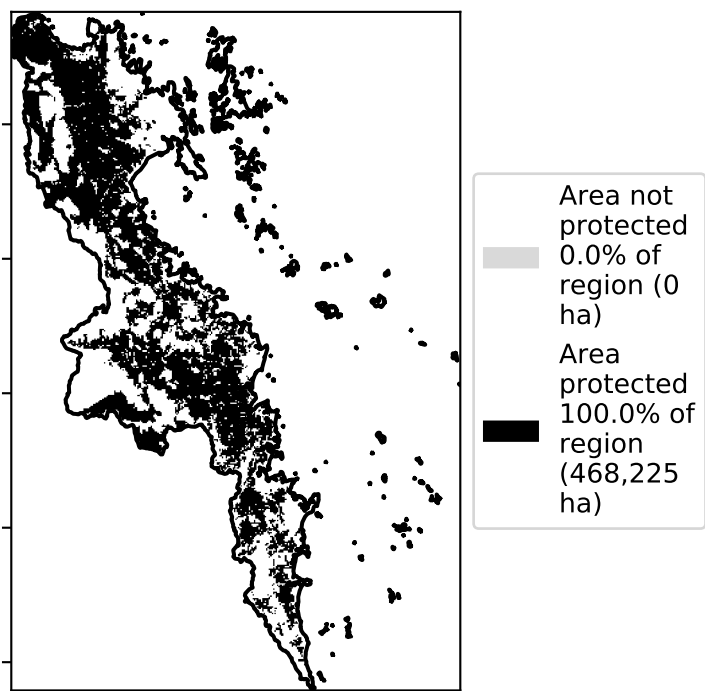 Area not
protected
0.0% of
region (0
ha)
Area
protected
100.0% of
region
(468,225
ha)